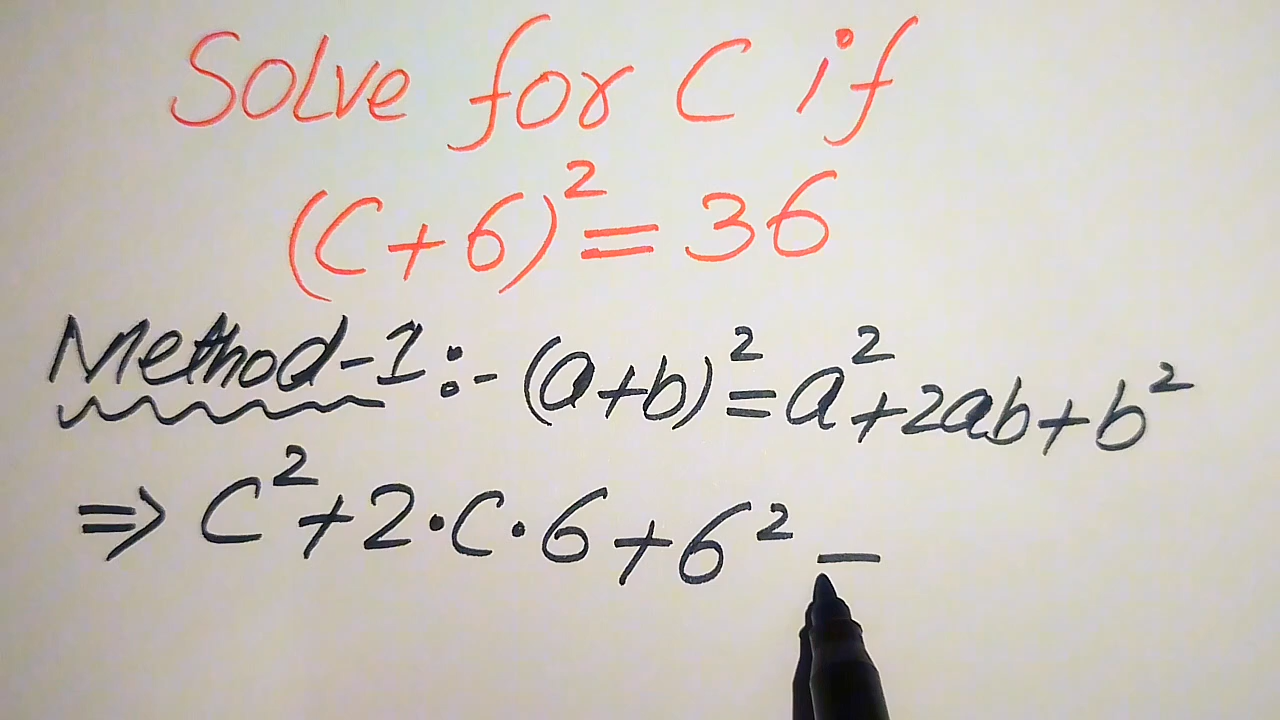 Solve for C if
(C+6)²=36
Method-1:- (a+b)²=a²+2ab+b²
⇒ C²+2·C·6+6² –